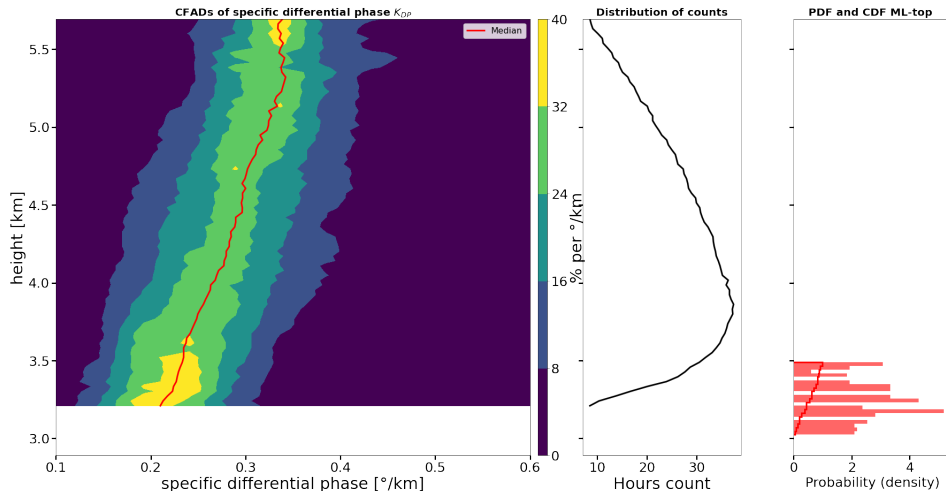 CFADs of specific differential phase K_DP
Distribution of counts
PDF and CDF ML-top
Median
height [km]
5.5
5.0
4.5
4.0
3.5
3.0
0.1 0.2 0.3 0.4 0.5 0.6
specific differential phase [°/km]
40
32
24
16
8
0
% per °/km
10 20 30
Hours count
0 2 4
Probability (density)